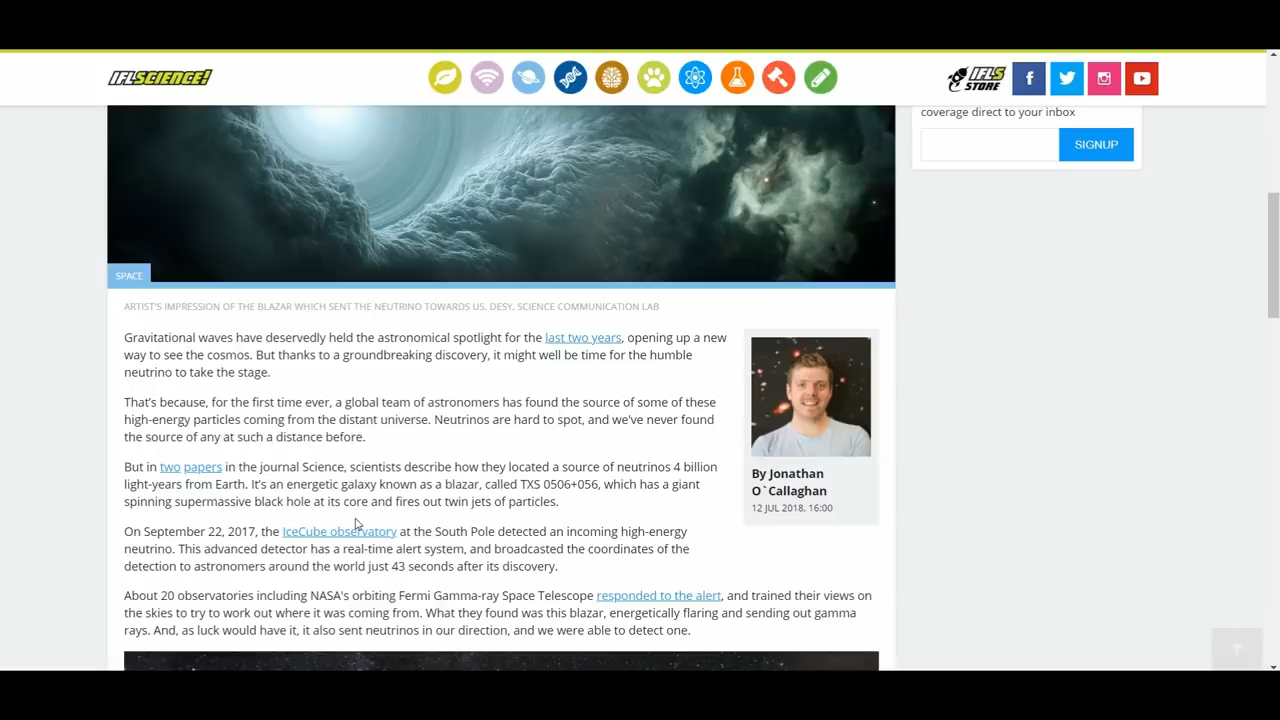 IFLSCIENCE!
IFLS
STORE
coverage direct to your inbox
SIGNUP
SPACE
ARTIST'S IMPRESSION OF THE BLAZAR WHICH SENT THE NEUTRINO TOWARDS US. DESY, SCIENCE COMMUNICATION LAB
Gravitational waves have deservedly held the astronomical spotlight for the last two years, opening up a new
way to see the cosmos. But thanks to a groundbreaking discovery, it might well be time for the humble
neutrino to take the stage.
That's because, for the first time ever, a global team of astronomers has found the source of some of these
high-energy particles coming from the distant universe. Neutrinos are hard to spot, and we've never found
the source of any at such a distance before.
But in two papers in the journal Science, scientists describe how they located a source of neutrinos 4 billion
light-years from Earth. It's an energetic galaxy known as a blazar, called TXS 0506+056, which has a giant
spinning supermassive black hole at its core and fires out twin jets of particles.
On September 22, 2017, the IceCube observatory at the South Pole detected an incoming high-energy
neutrino. This advanced detector has a real-time alert system, and broadcasted the coordinates of the
detection to astronomers around the world just 43 seconds after its discovery.
About 20 observatories including NASA's orbiting Fermi Gamma-ray Space Telescope responded to the alert, and trained their views on
the skies to try to work out where it was coming from. What they found was this blazar, energetically flaring and sending out gamma
rays. And, as luck would have it, it also sent neutrinos in our direction, and we were able to detect one.
By Jonathan
O`Callaghan
12 JUL 2018, 16:00